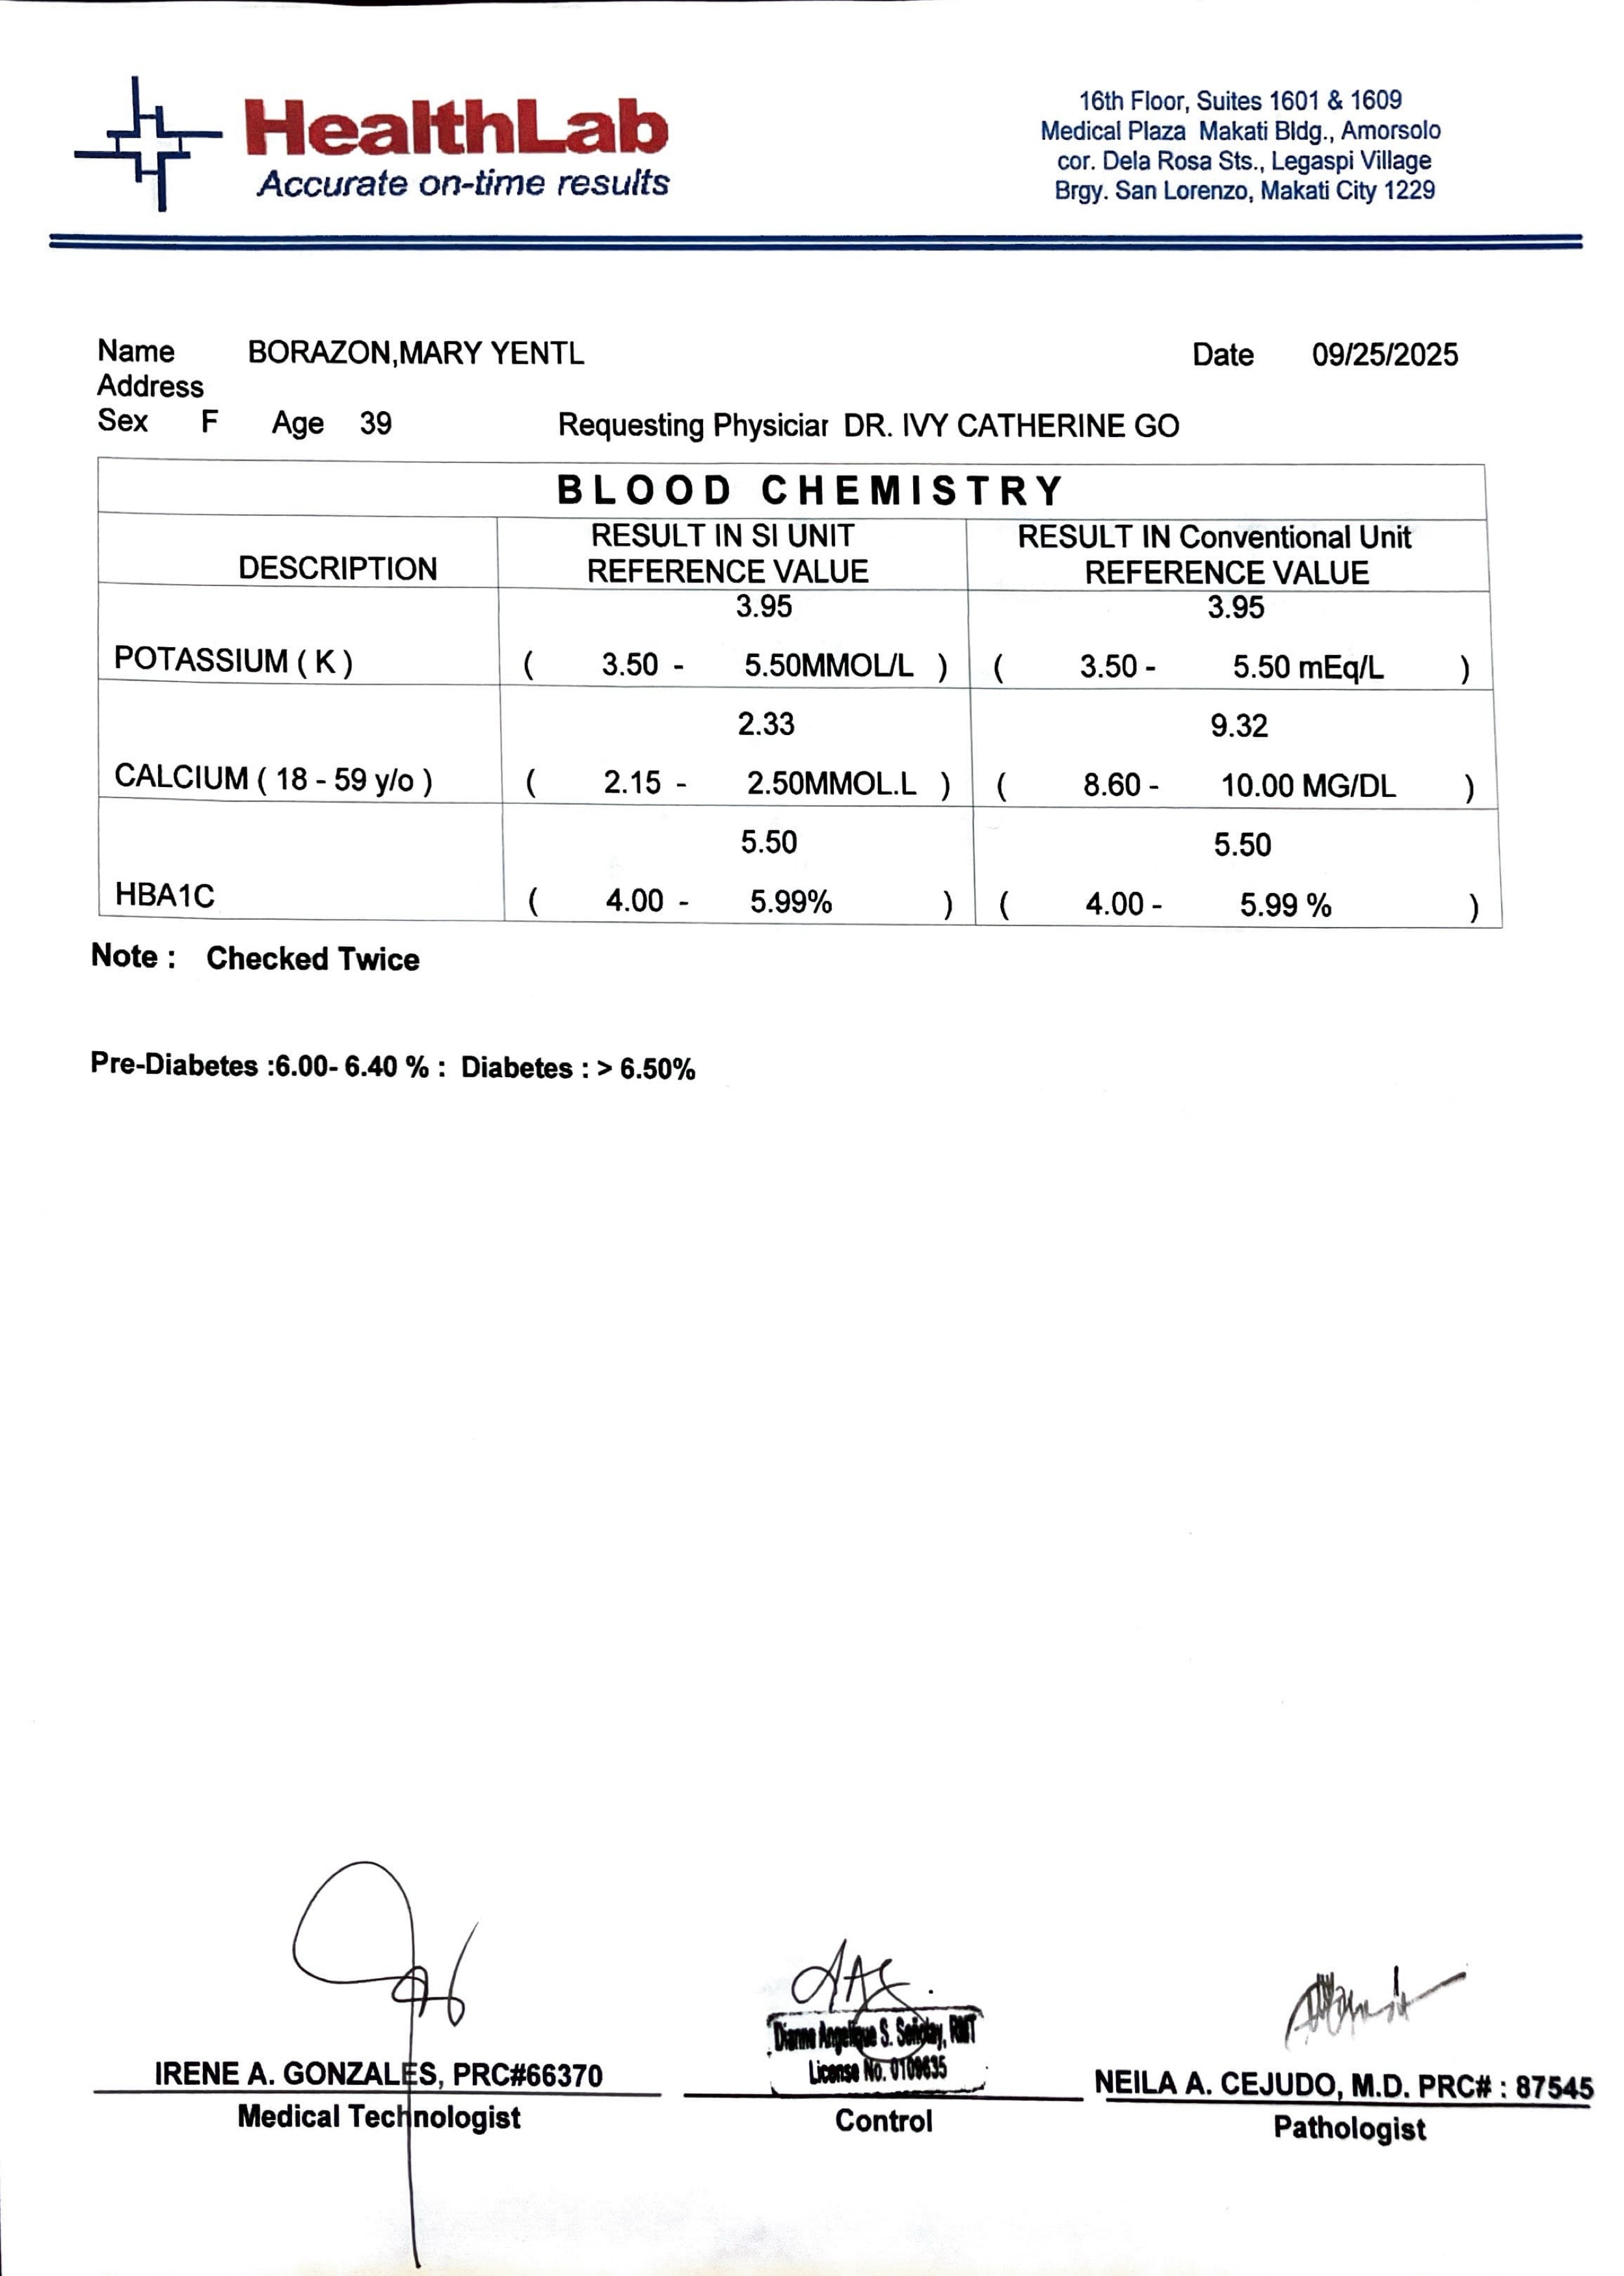 HealthLab
Accurate on-time results
16th Floor, Suites 1601 & 1609
Medical Plaza Makati Bldg., Amorsolo
cor. Dela Rosa Sts., Legaspi Village
Brgy. San Lorenzo, Makati City 1229
Name BORAZON,MARY YENTL Date 09/25/2025
Address
Sex F Age 39 Requesting Physiciar DR. IVY CATHERINE GO
BLOOD CHEMISTRY
DESCRIPTION RESULT IN SI UNIT REFERENCE VALUE RESULT IN Conventional Unit REFERENCE VALUE
3.95 3.95
POTASSIUM ( K ) ( 3.50 - 5.50MMOL/L ) ( 3.50 - 5.50 mEq/L )
2.33 9.32
CALCIUM ( 18 - 59 y/o ) ( 2.15 - 2.50MMOL.L ) ( 8.60 - 10.00 MG/DL )
5.50 5.50
HBA1C ( 4.00 - 5.99% ) ( 4.00 - 5.99 % )
Note : Checked Twice
Pre-Diabetes :6.00- 6.40 % : Diabetes : > 6.50%
Dianne Angelique S. RMT
License No. 0109635
IRENE A. GONZALES, PRC#66370
Medical Technologist
Control
NEILA A. CEJUDO, M.D. PRC# : 87545
Pathologist